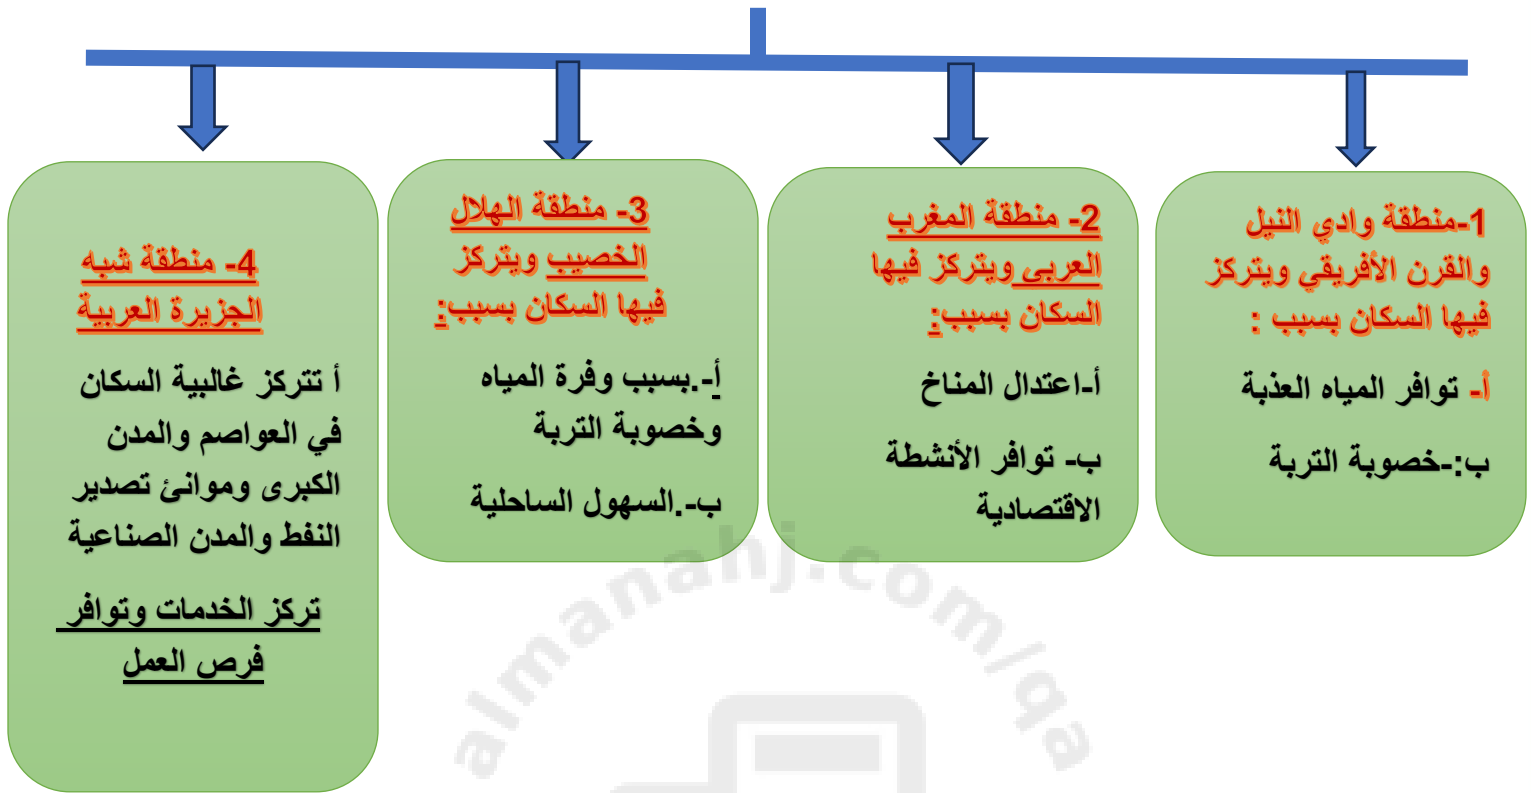 1-منطقة وادي النيل
والقرن الأفريقي ويتركز
فيها السكان بسبب :
أ- توافر المياه العذبة
ب:-خصوبة التربة
2- منطقة المغرب
العربي ويتركز فيها
السكان بسبب:
أ-اعتدال المناخ
ب- توافر الأنشطة
الاقتصادية
3- منطقة الهلال
الخصيب ويتركز
فيها السكان بسبب:
أ-.بسبب وفرة المياه
وخصوبة التربة
ب-.السهول الساحلية
4- منطقة شبه
الجزيرة العربية
أ تتركز غالبية السكان
في العواصم والمدن
الكبرى وموانئ تصدير
النفط والمدن الصناعية
تركز الخدمات وتوافر
فرص العمل
almanahj.com/qa